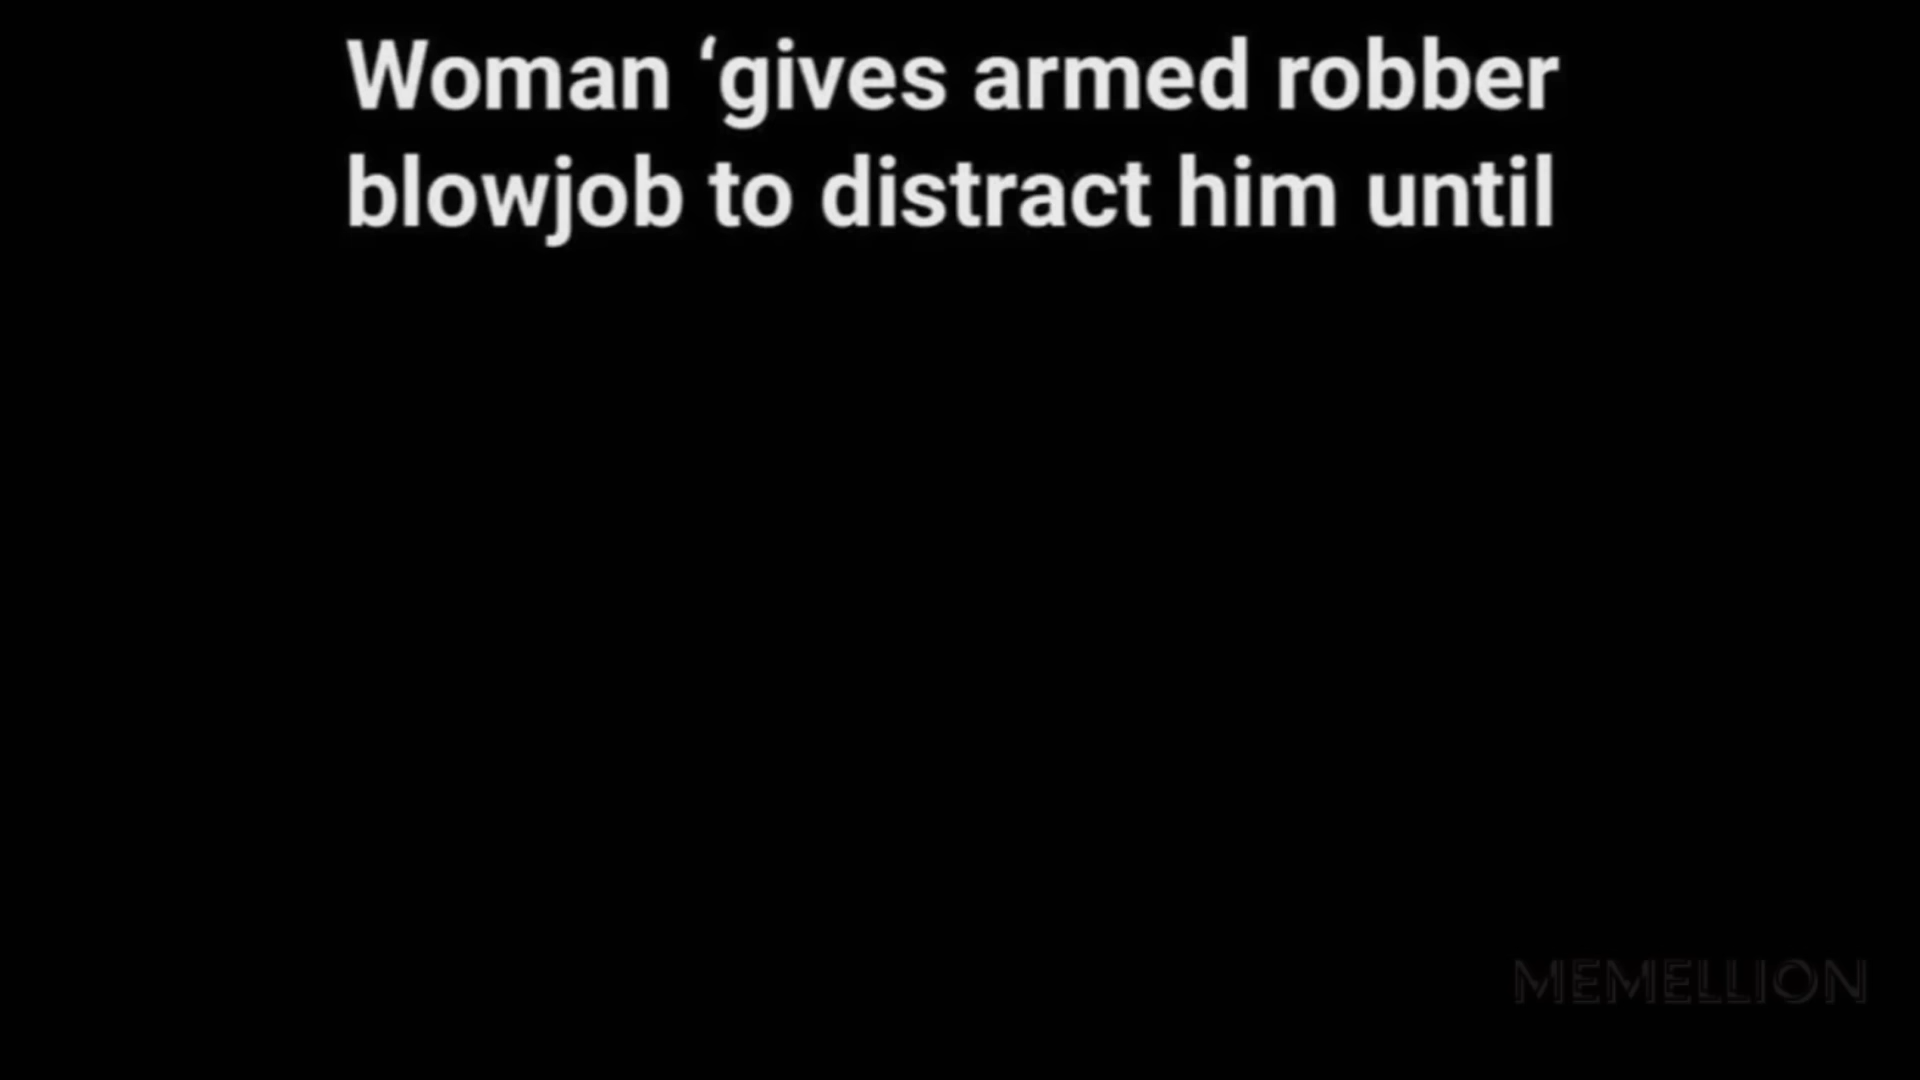 Woman ‘gives armed robber
blowjob to distract him until
MEMELLION